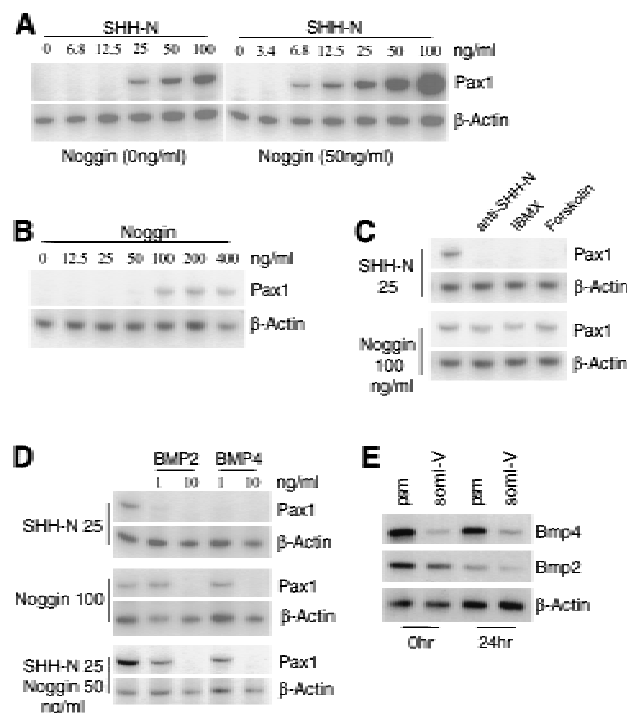 A
SHH-N SHH-N
0 6.8 12.5 25 50 100 0 3.4 6.8 12.5 25 50 100 ng/ml
Pax1
β-Actin
Noggin (0ng/ml) Noggin (50ng/ml)
B
Noggin
0 12.5 25 50 100 200 400 ng/ml
Pax1
β-Actin
C
anti-SHH-N IBMX Forskolin
SHH-N
25
Pax1
β-Actin
Noggin
100
ng/ml
Pax1
β-Actin
D
BMP2 BMP4
1 10 1 10 ng/ml
SHH-N 25
Pax1
β-Actin
Noggin 100
Pax1
β-Actin
SHH-N 25
Noggin 50
ng/ml
Pax1
β-Actin
E
psm somI-V psm somI-V
Bmp4
Bmp2
β-Actin
0hr 24hr